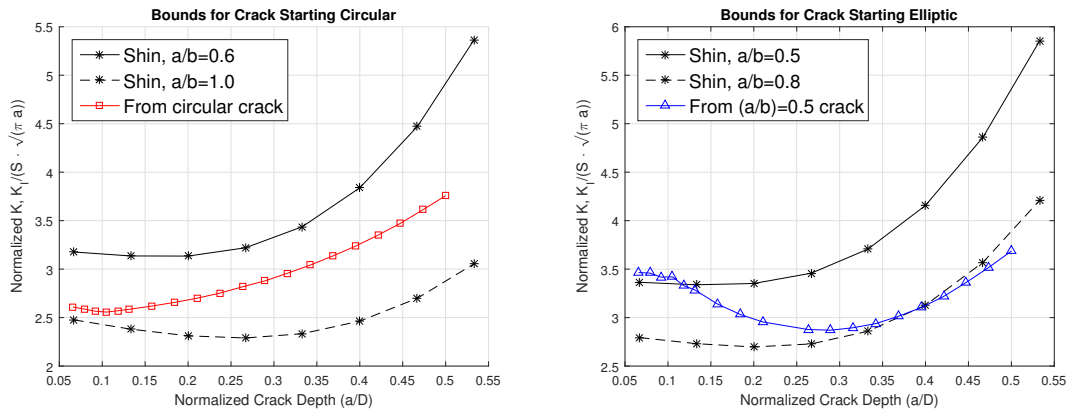 Bounds for Crack Starting Circular
5.5
5
4.5
4
3.5
3
2.5
2
Normalized K, K_I/(S · √(π a))
Shin, a/b=0.6
Shin, a/b=1.0
From circular crack
0.05 0.1 0.15 0.2 0.25 0.3 0.35 0.4 0.45 0.5 0.55
Normalized Crack Depth (a/D)
Bounds for Crack Starting Elliptic
6
5.5
5
4.5
4
3.5
3
2.5
2
Normalized K, K_I/(S · √(π a))
Shin, a/b=0.5
Shin, a/b=0.8
From (a/b)=0.5 crack
0.05 0.1 0.15 0.2 0.25 0.3 0.35 0.4 0.45 0.5 0.55
Normalized Crack Depth (a/D)